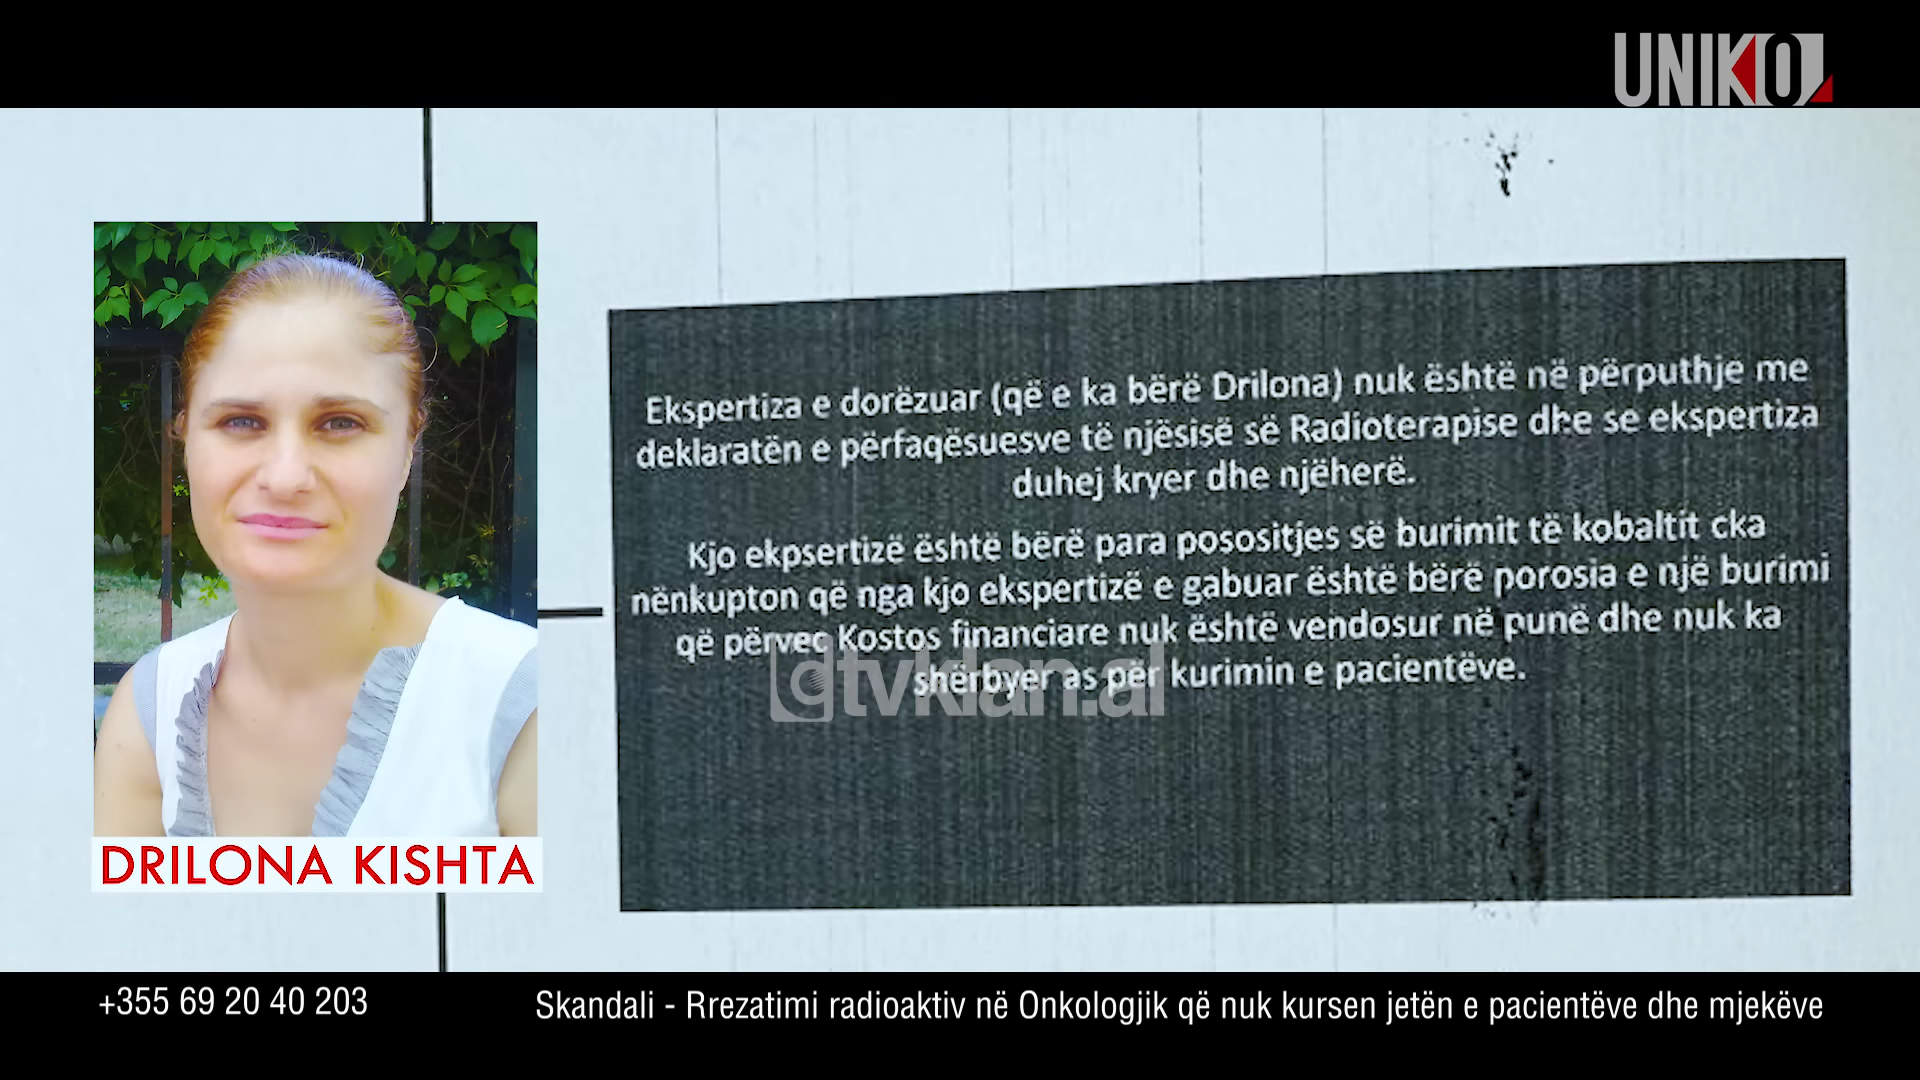 UNIKO
Ekspertiza e dorëzuar (që e ka bërë Drilona) nuk është në përputhje me
deklaratën e përfaqësuesve të njësisë së Radioterapise dhe se ekspertiza
duhej kryer dhe njëherë.
Kjo ekpsertizë është bërë para posositjes së burimit të kobaltit cka
nënkupton që nga kjo ekspertizë e gabuar është bërë porosia e një burimi
që përvec Kostos financiare nuk është vendosur në punë dhe nuk ka
shërbyer as për kurimin e pacientëve.
tvklan.al
DRILONA KISHTA
+355 69 20 40 203
Skandali - Rrezatimi radioaktiv në Onkologjik që nuk kursen jetën e pacientëve dhe mjekëve